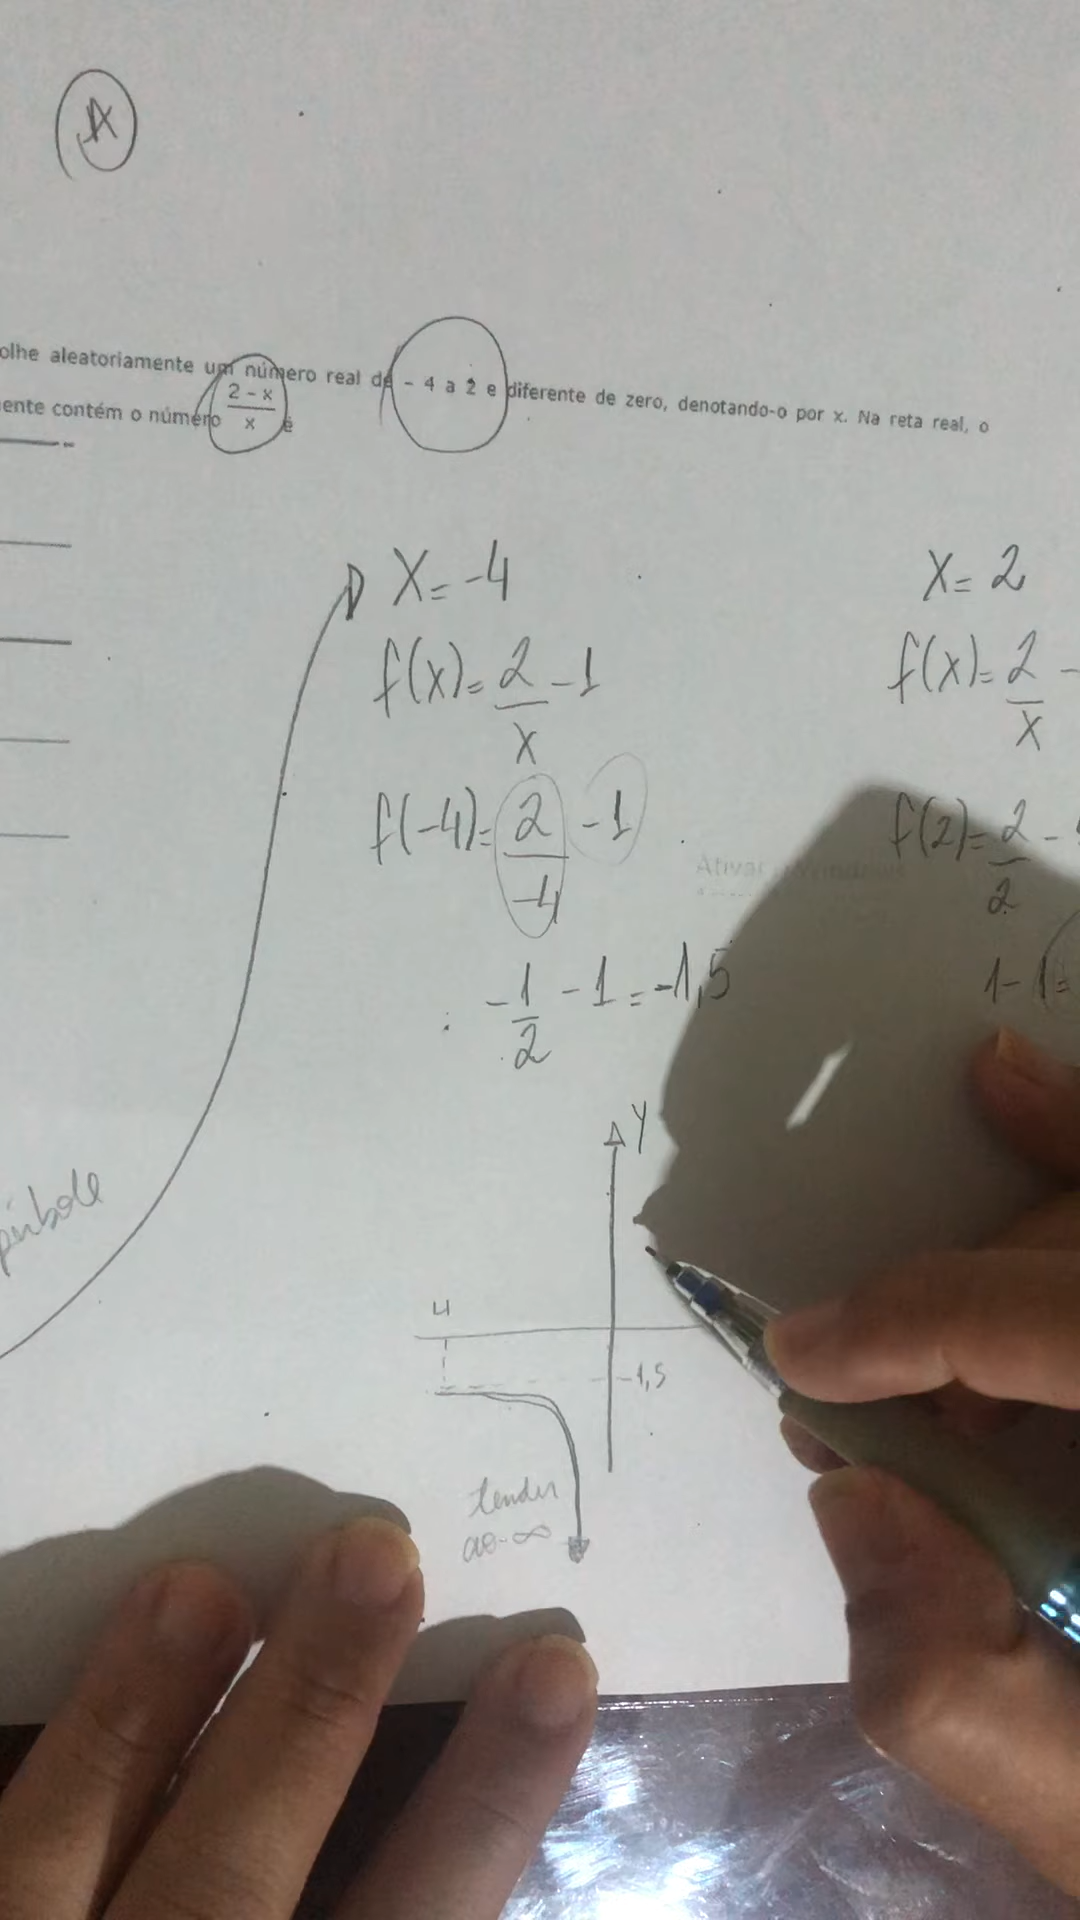 A
olhe aleatoriamente um número real de - 4 a 2 e diferente de zero, denotando-o por x. Na reta real, o
ente contém o número 2 - x / x é
X = -4
f(x) = 2/x - 1
f(-4) = 2/-4 - 1
-1/2 - 1 = -1,5
X = 2
f(x) = 2/x -
f(2) = 2/2 -
1 - 1 =
Ativar o Windows
Y
4
-1,5
tender
ao -∞